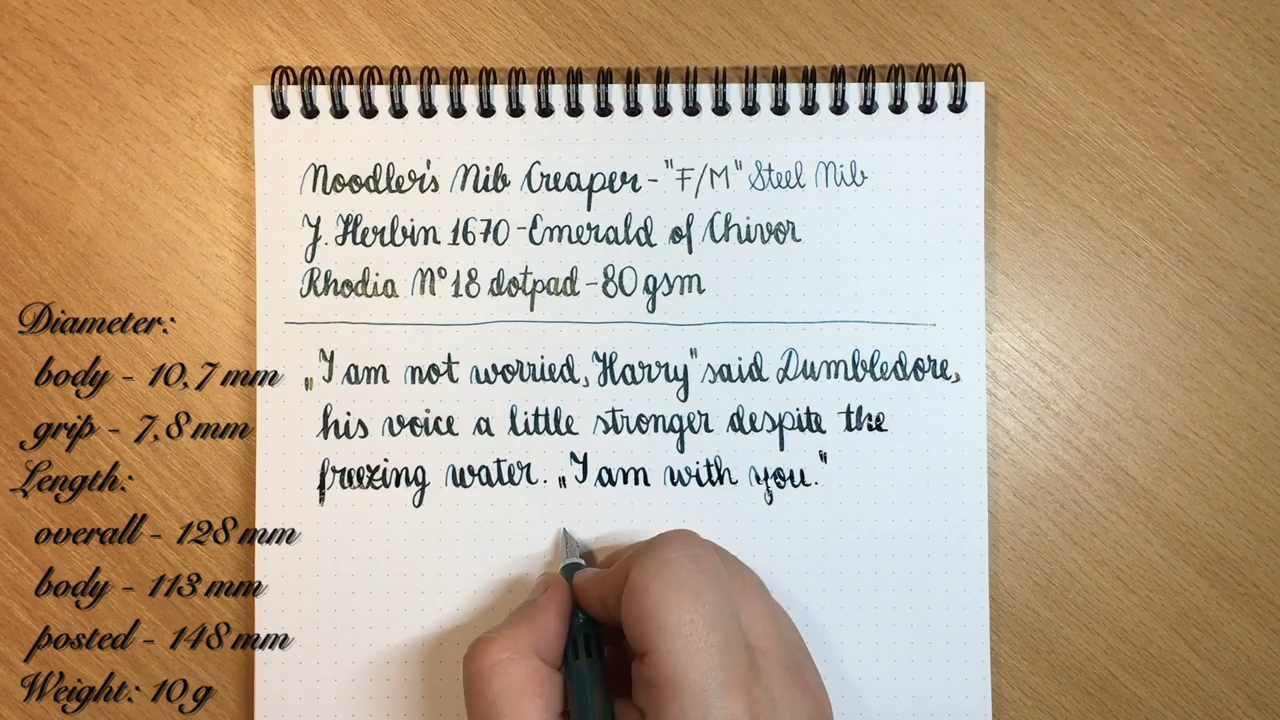 Noodler's Nib Creaper - "F/M" Steel Nib
J. Herbin 1670 - Emerald of Chivor
Rhodia N°18 dotpad - 80 gsm
„I am not worried, Harry" said Dumbledore,
his voice a little stronger despite the
freezing water. „I am with you."
Diameter:
body - 10,7 mm
grip - 7,8 mm
Length:
overall - 128 mm
body - 113 mm
posted - 148 mm
Weight: 10 g